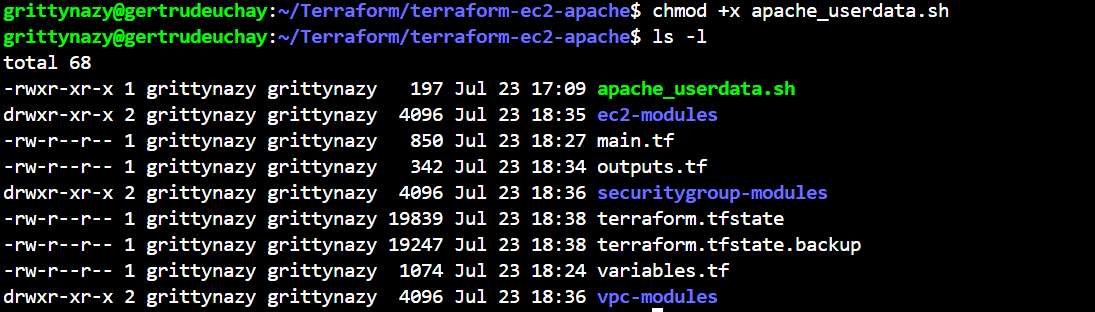 grittynazy@gertrudeuchay:~/Terraform/terraform-ec2-apache$ chmod +x apache_userdata.sh
grittynazy@gertrudeuchay:~/Terraform/terraform-ec2-apache$ ls -l
total 68
-rwxr-xr-x 1 grittynazy grittynazy   197 Jul 23 17:09 apache_userdata.sh
drwxr-xr-x 2 grittynazy grittynazy  4096 Jul 23 18:35 ec2-modules
-rw-r--r-- 1 grittynazy grittynazy   850 Jul 23 18:27 main.tf
-rw-r--r-- 1 grittynazy grittynazy   342 Jul 23 18:34 outputs.tf
drwxr-xr-x 2 grittynazy grittynazy  4096 Jul 23 18:36 securitygroup-modules
-rw-r--r-- 1 grittynazy grittynazy 19839 Jul 23 18:38 terraform.tfstate
-rw-r--r-- 1 grittynazy grittynazy 19247 Jul 23 18:38 terraform.tfstate.backup
-rw-r--r-- 1 grittynazy grittynazy  1074 Jul 23 18:24 variables.tf
drwxr-xr-x 2 grittynazy grittynazy  4096 Jul 23 18:36 vpc-modules